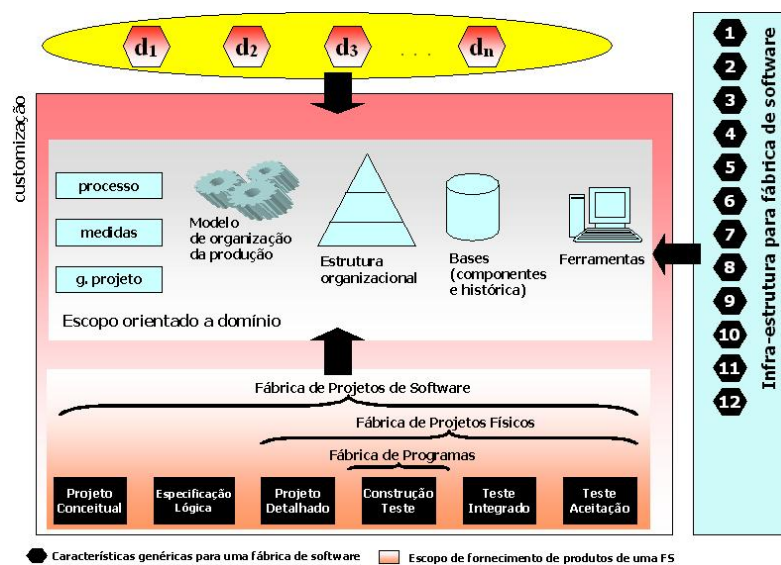 d1 d2 d3 . . . dn
customização
processo
medidas
g. projeto
Modelo
de organização
da produção
Estrutura
organizacional
Bases
(componentes
e histórica)
Ferramentas
Escopo orientado a domínio
Fábrica de Projetos de Software
Fábrica de Projetos Físicos
Fábrica de Programas
Projeto
Conceitual
Especificação
Lógica
Projeto
Detalhado
Construção
Teste
Teste
Integrado
Teste
Aceitação
1
2
3
4
5
6
7
8
9
10
11
12
Infra-estrutura para fábrica de software
Características genéricas para uma fábrica de software
Escopo de fornecimento de produtos de uma FS